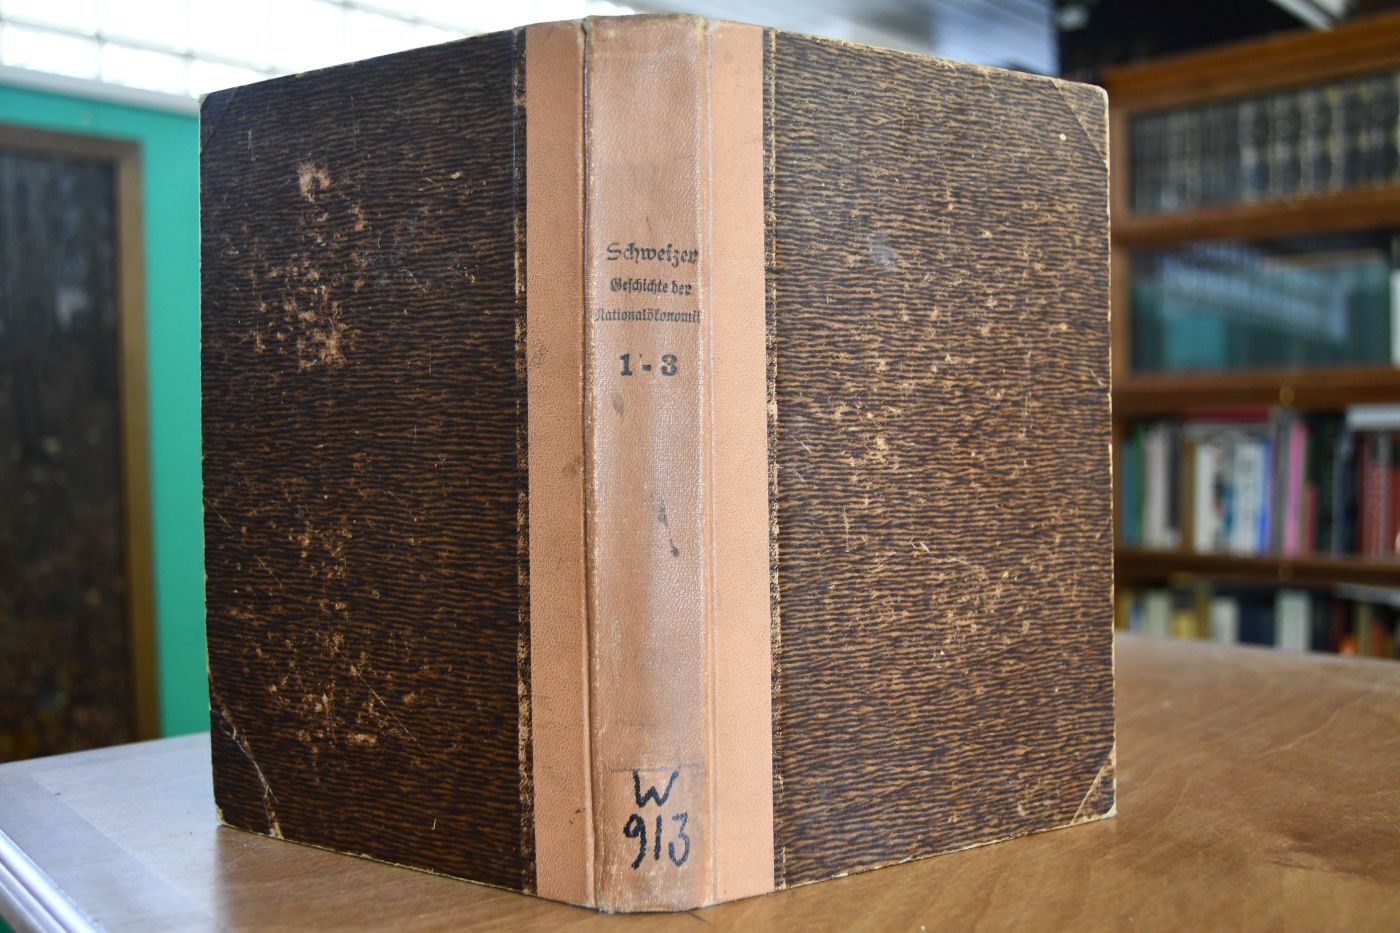 Schweizer
Geschichte der
Nationalökonomik
1 - 3
W
913